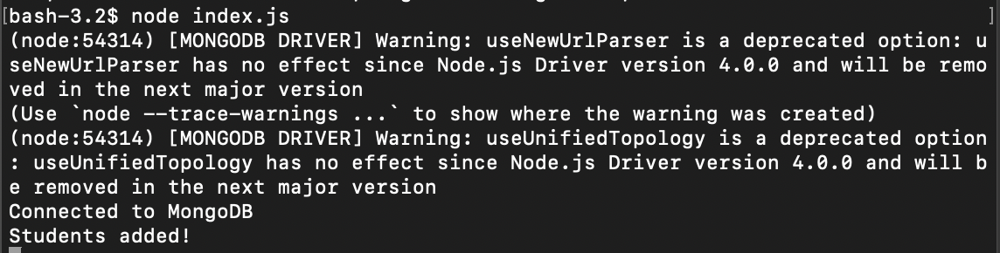 [bash-3.2$ node index.js ]
(node:54314) [MONGODB DRIVER] Warning: useNewUrlParser is a deprecated option: u
seNewUrlParser has no effect since Node.js Driver version 4.0.0 and will be remo
ved in the next major version
(Use `node --trace-warnings ...` to show where the warning was created)
(node:54314) [MONGODB DRIVER] Warning: useUnifiedTopology is a deprecated option
: useUnifiedTopology has no effect since Node.js Driver version 4.0.0 and will b
e removed in the next major version
Connected to MongoDB
Students added!